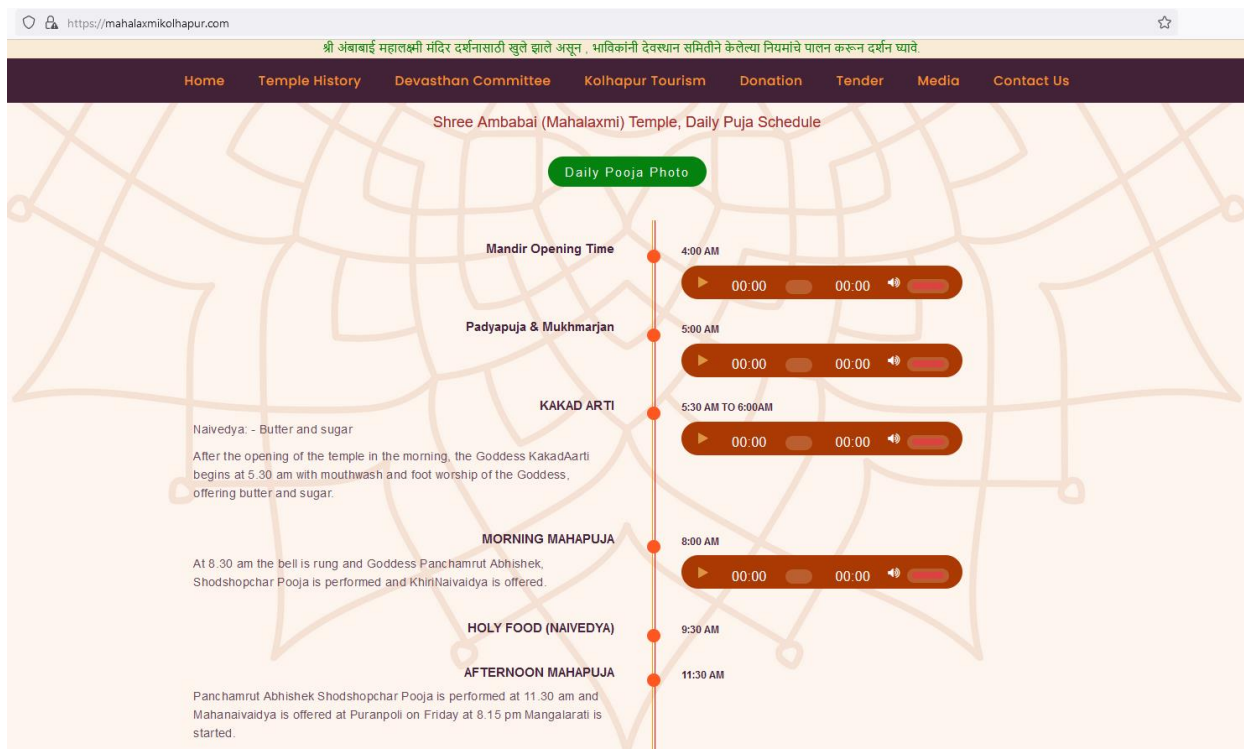 https://mahalaxmikolhapur.com
श्री अंबाबाई महालक्ष्मी मंदिर दर्शनासाठी खुले झाले असून , भाविकांनी देवस्थान समितीने केलेल्या नियमांचे पालन करून दर्शन घ्यावे.
Home Temple History Devasthan Committee Kolhapur Tourism Donation Tender Media Contact Us
Shree Ambabai (Mahalaxmi) Temple, Daily Puja Schedule
Daily Pooja Photo
Mandir Opening Time 4:00 AM
00:00 00:00
Padyapuja & Mukhmarjan 5:00 AM
00:00 00:00
KAKAD ARTI 5:30 AM TO 6:00AM
Naivedya: - Butter and sugar
00:00 00:00
After the opening of the temple in the morning, the Goddess KakadAarti
begins at 5.30 am with mouthwash and foot worship of the Goddess,
offering butter and sugar.
MORNING MAHAPUJA 8:00 AM
At 8.30 am the bell is rung and Goddess Panchamrut Abhishek,
Shodshopchar Pooja is performed and KhiriNaivaidya is offered.
00:00 00:00
HOLY FOOD (NAIVEDYA) 9:30 AM
AFTERNOON MAHAPUJA 11:30 AM
Panchamrut Abhishek Shodshopchar Pooja is performed at 11.30 am and
Mahanaivaidya is offered at Puranpoli on Friday at 8.15 pm Mangalarati is
started.